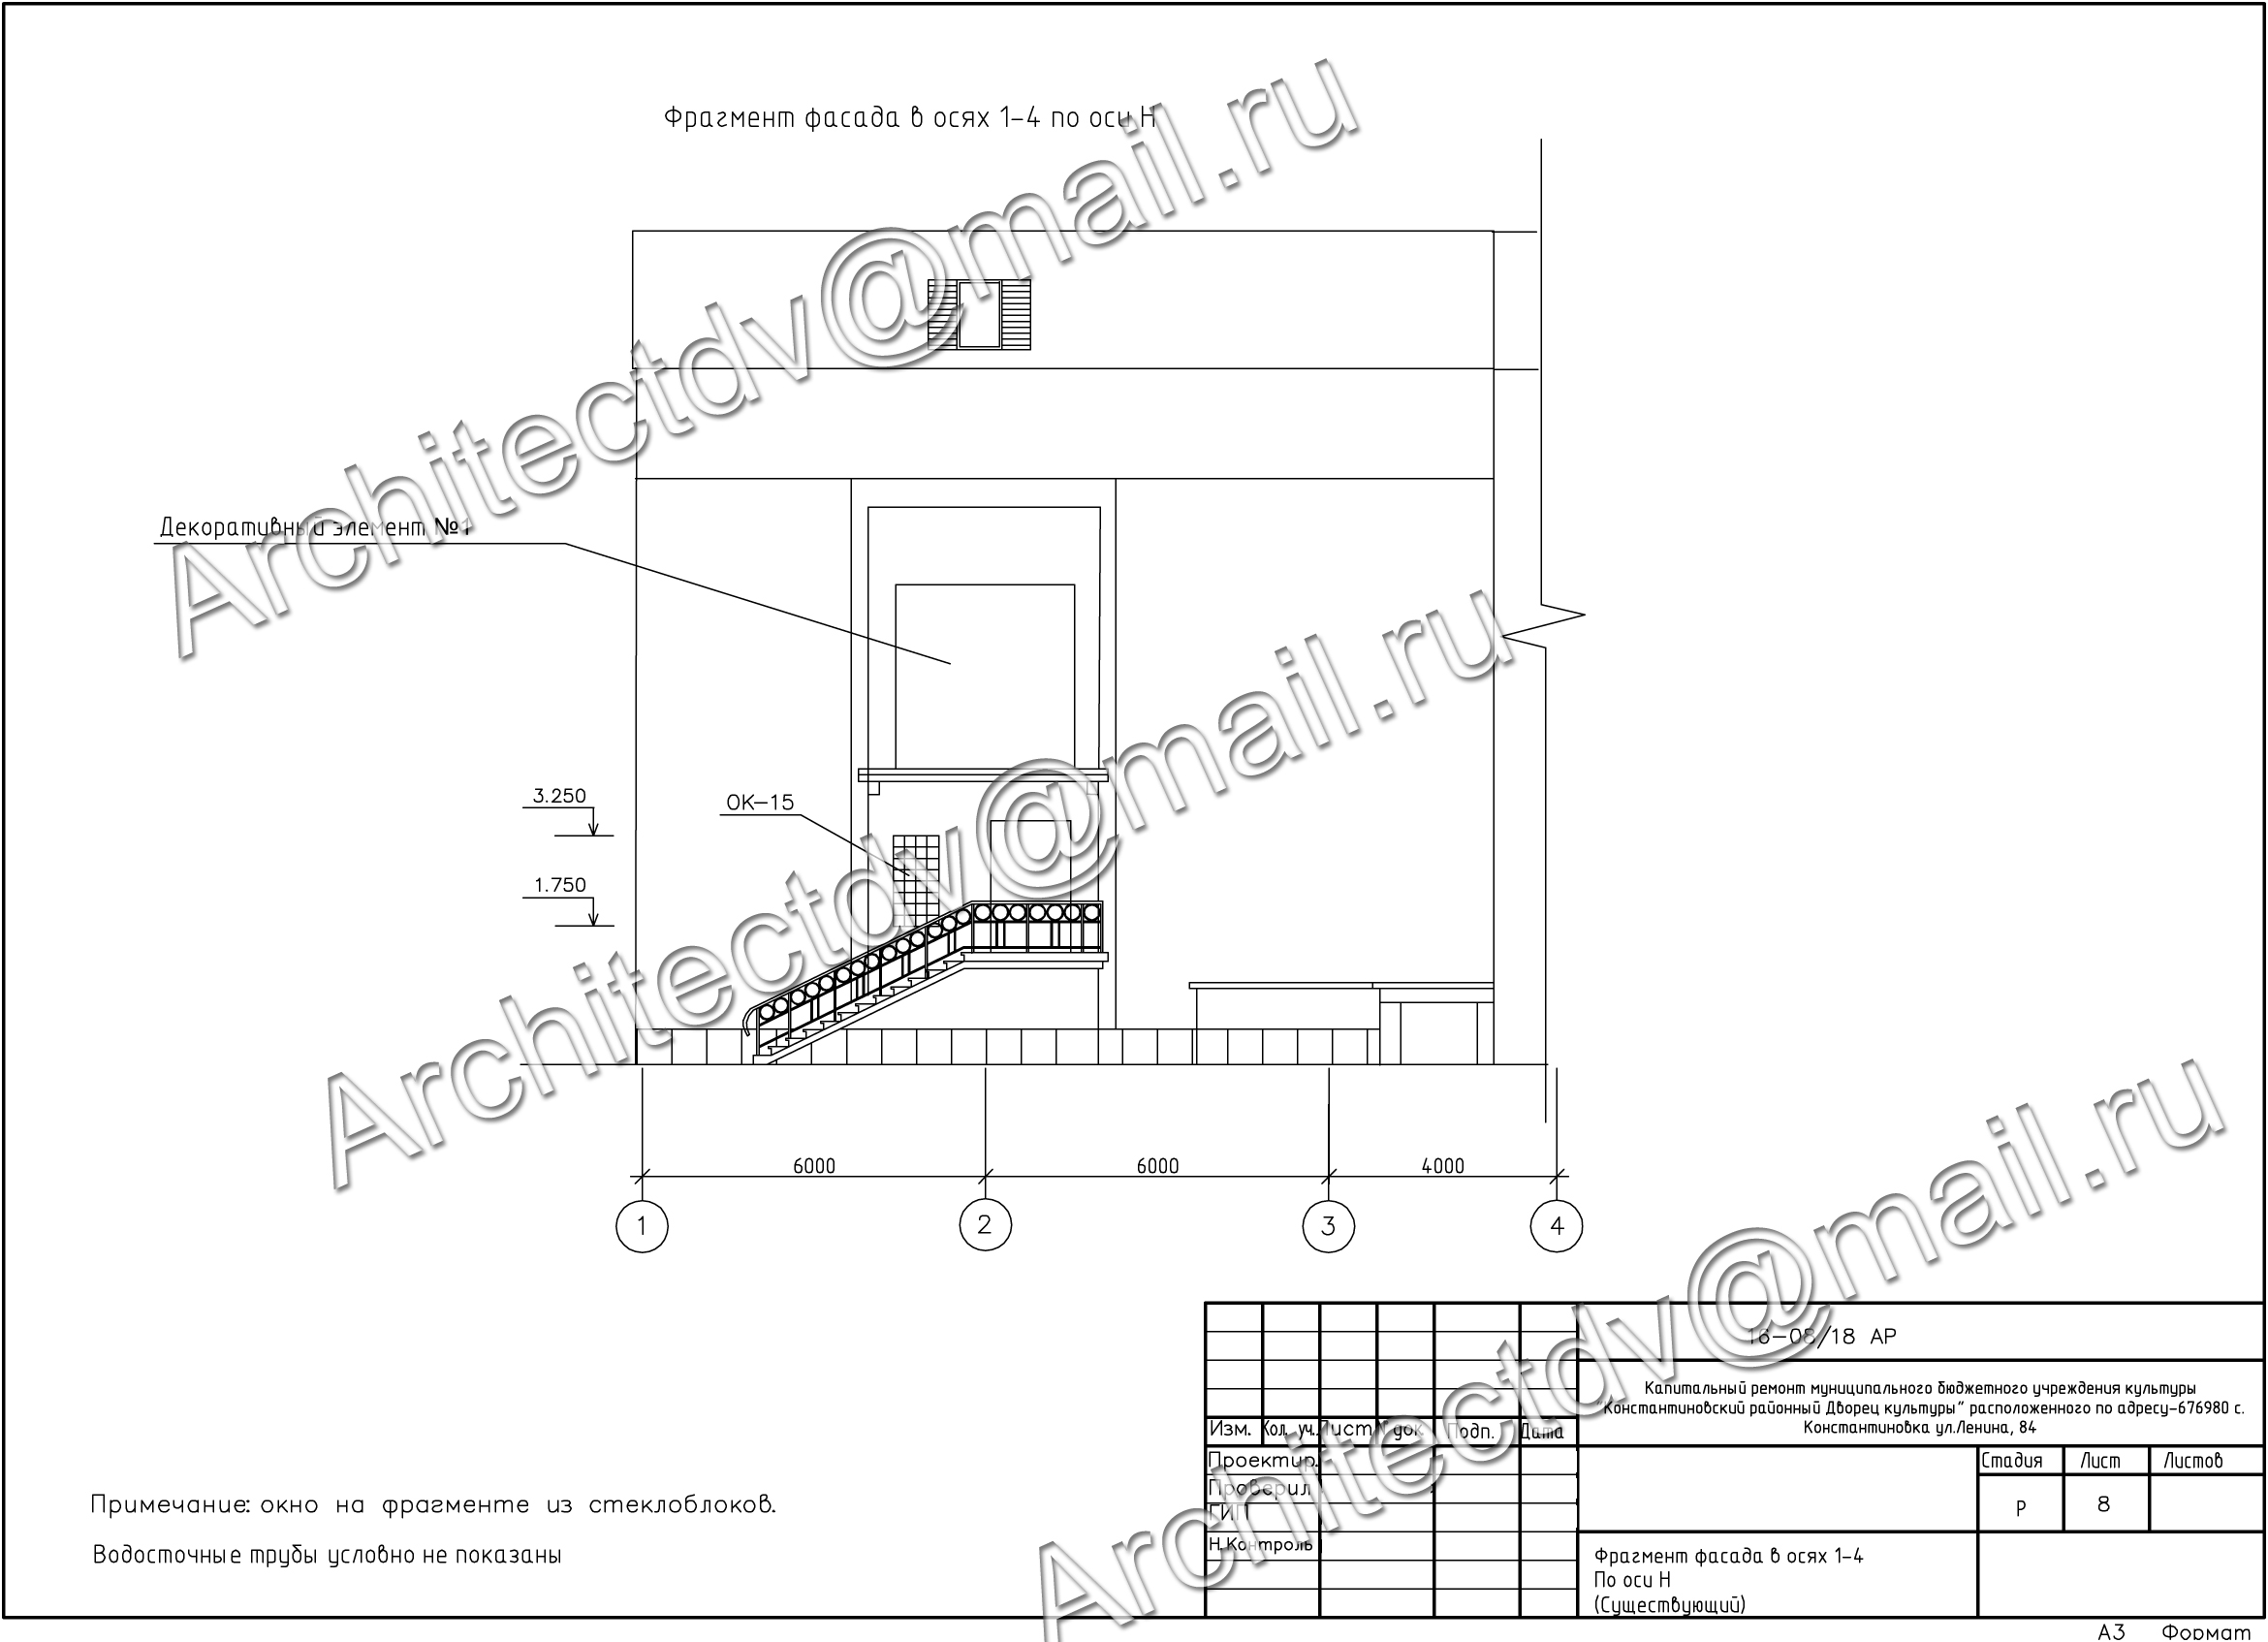 Фрагмент фасада в осях 1-4 по оси Н
Architectdv@mail.ru
Декоративный элемент №1
Architectdv@mail.ru
3.250
ОК-15
1.750
6000
6000
4000
1
2
3
4
Architectdv@mail.ru
16-08/18 АР
Капитальный ремонт муниципального бюджетного учреждения культуры
"Константиновский районный Дворец культуры" расположенного по адресу-676980 с.
Константиновка ул.Ленина, 84
Изм. Кол. уч. Лист № док. Подп. Дата
Проектир.
Проверил
ГИП
Н.Контроль
Стадия Лист Листов
Р 8
Фрагмент фасада в осях 1-4
По оси Н
(Существующий)
Примечание: окно на фрагменте из стеклоблоков.
Водосточные трубы условно не показаны
А3 Формат